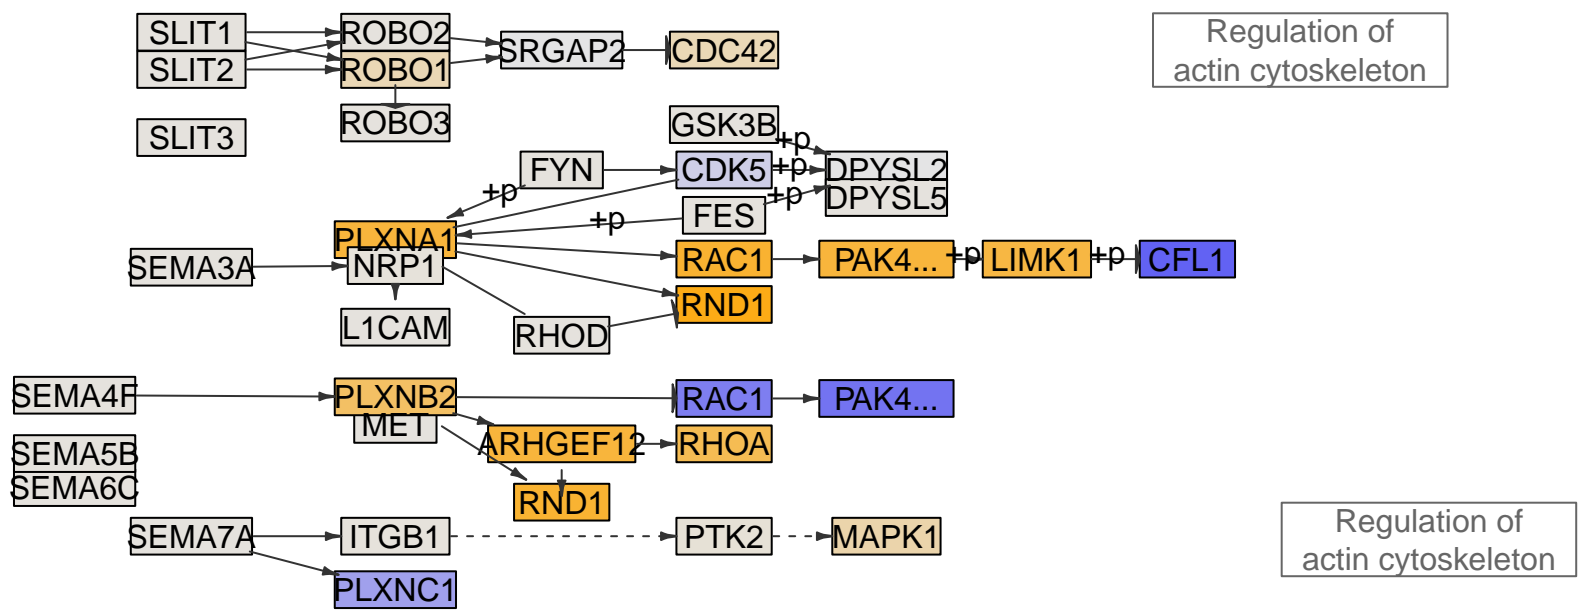 SLIT1
ROBO2
Regulation of
actin cytoskeleton
SRGAP2
CDC42
SLIT2
ROBO1
ROBO3
GSK3B
SLIT3
+p
FYN
CDK5
+p
DPYSL2
+p
+p
DPYSL5
FES
+p
PLXNA1
SEMA3A
NRP1
RAC1
PAK4...
+p
LIMK1
+p
CFL1
RND1
L1CAM
RHOD
SEMA4F
PLXNB2
RAC1
PAK4...
MET
ARHGEF12
RHOA
SEMA5B
SEMA6C
RND1
SEMA7A
ITGB1
PTK2
MAPK1
Regulation of
actin cytoskeleton
PLXNC1